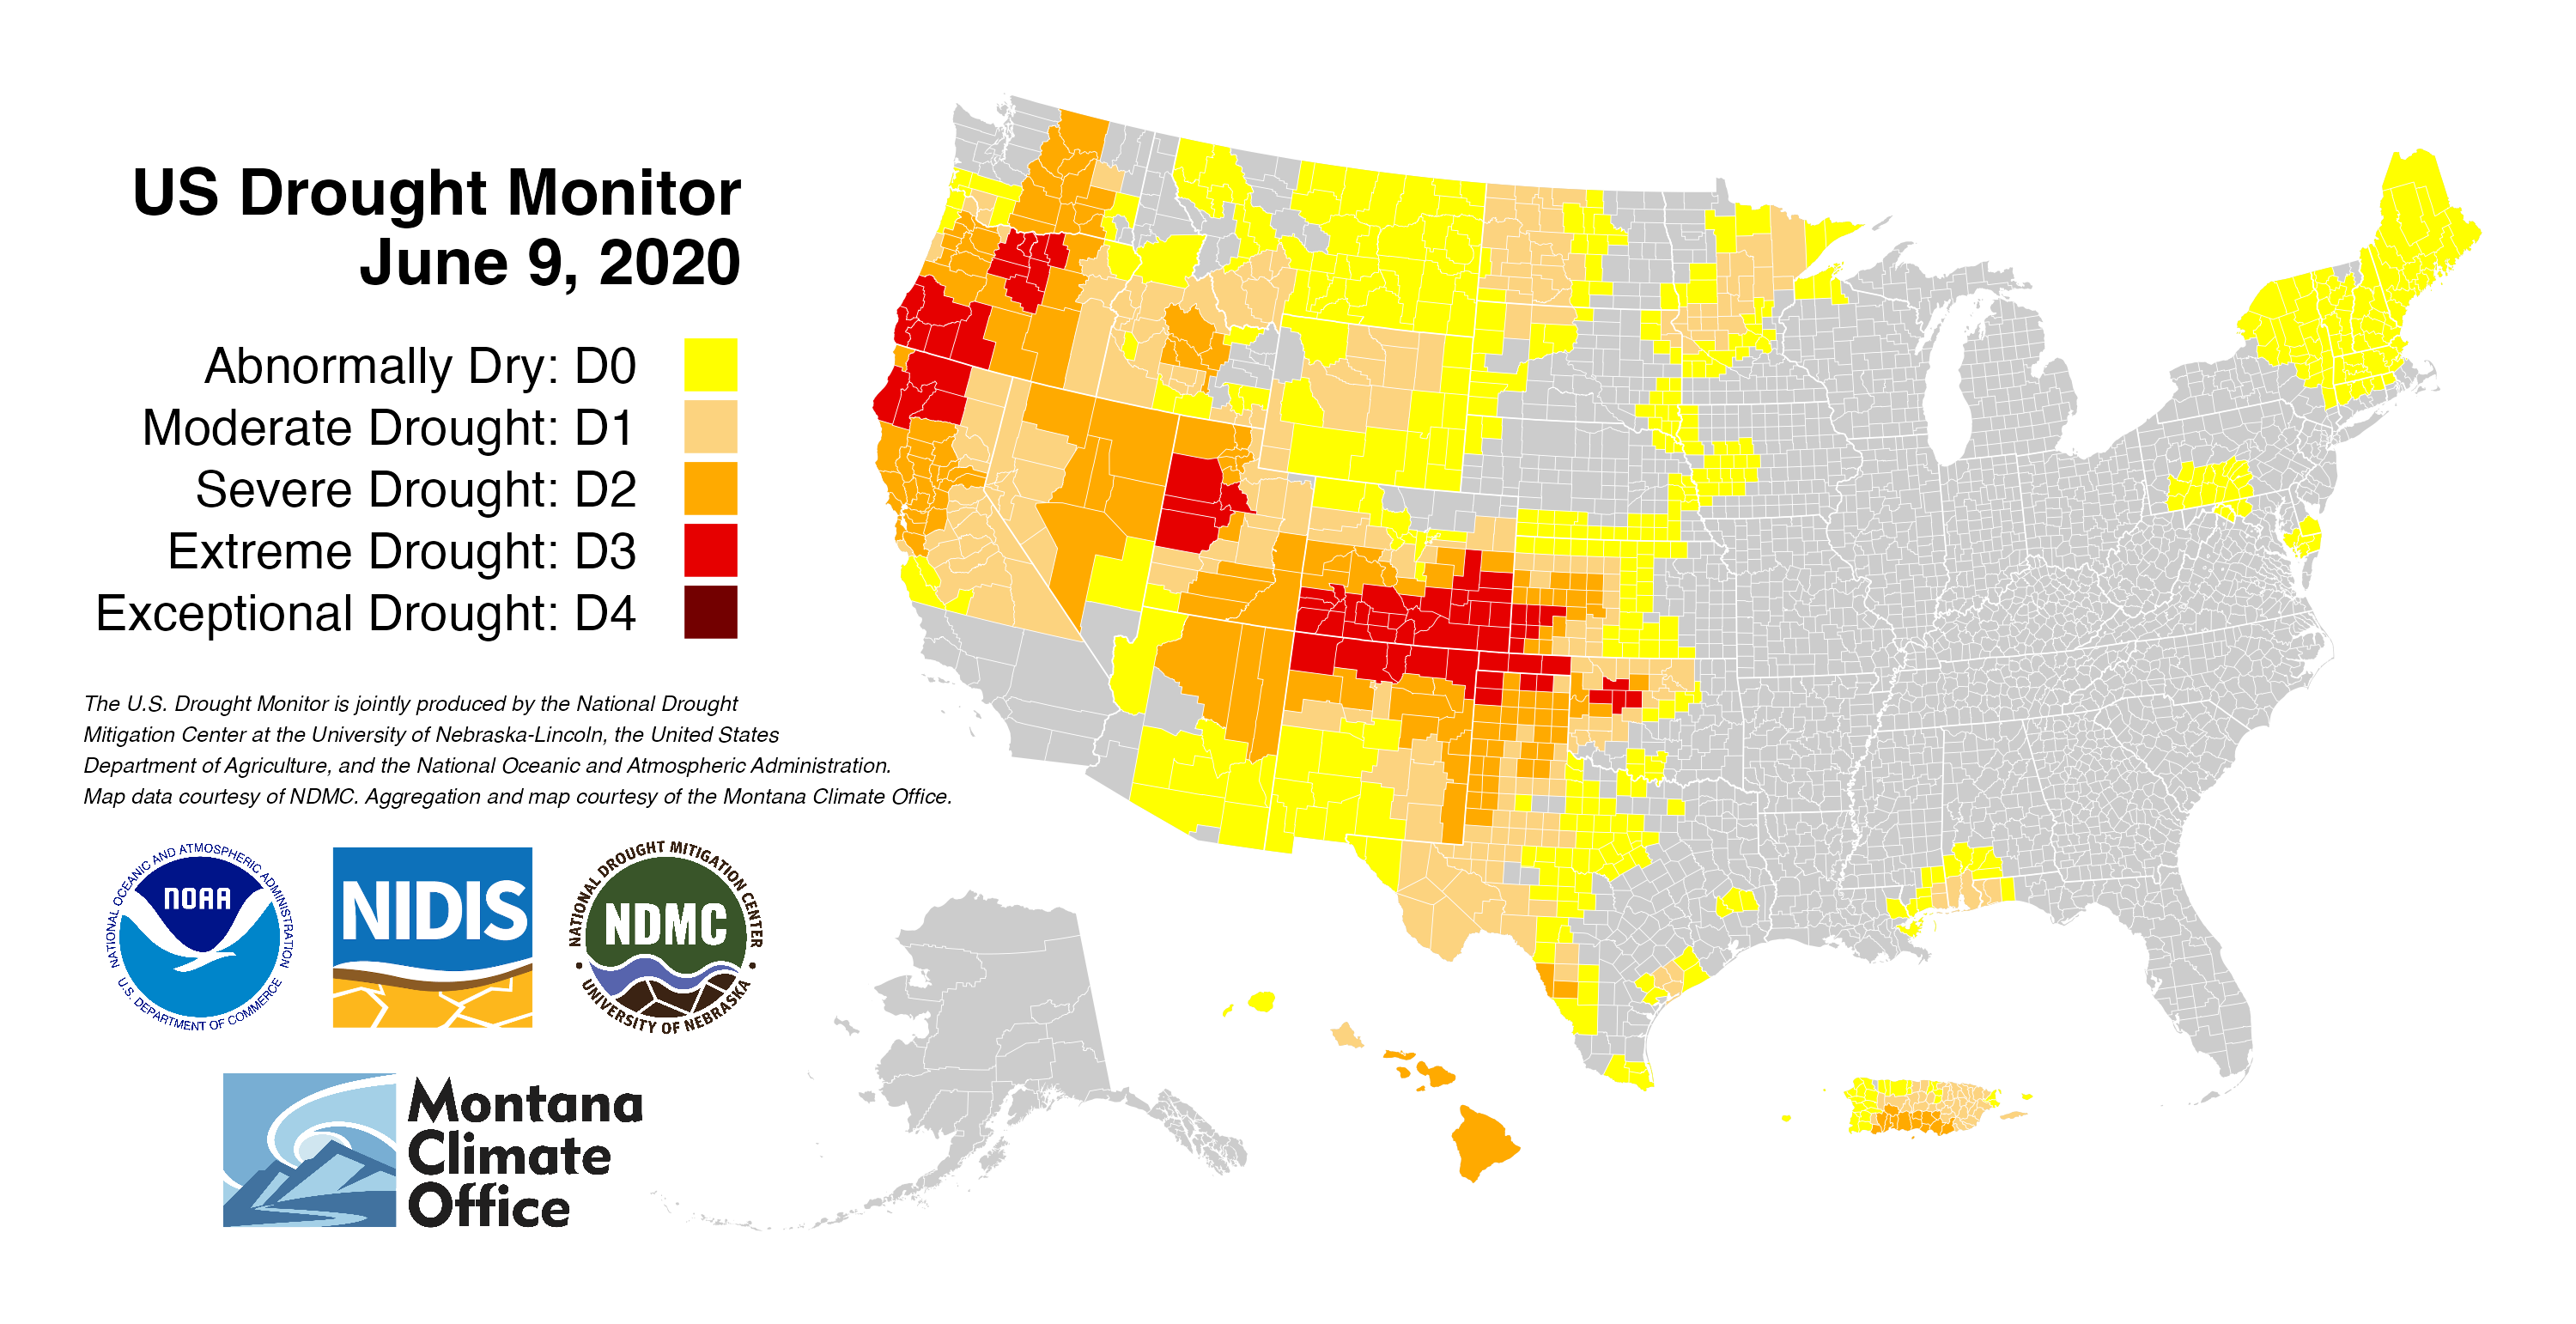 US Drought Monitor
June 9, 2020
Abnormally Dry: D0
Moderate Drought: D1
Severe Drought: D2
Extreme Drought: D3
Exceptional Drought: D4
The U.S. Drought Monitor is jointly produced by the National Drought
Mitigation Center at the University of Nebraska-Lincoln, the United States
Department of Agriculture, and the National Oceanic and Atmospheric Administration.
Map data courtesy of NDMC. Aggregation and map courtesy of the Montana Climate Office.
NATIONAL OCEANIC AND ATMOSPHERIC ADMINISTRATION
NOAA
U.S. DEPARTMENT OF COMMERCE
NIDIS
NATIONAL DROUGHT MITIGATION CENTER
NDMC
UNIVERSITY OF NEBRASKA
Montana
Climate
Office